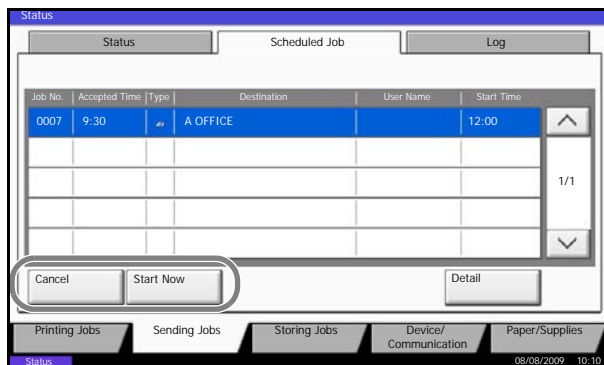 Status
Status Scheduled Job Log
Job No. Accepted Time Type Destination User Name Start Time
0007 9:30 A OFFICE 12:00
1/1
Cancel Start Now Detail
Printing Jobs Sending Jobs Storing Jobs Device/ Communication Paper/Supplies
Status 08/08/2009 10:10